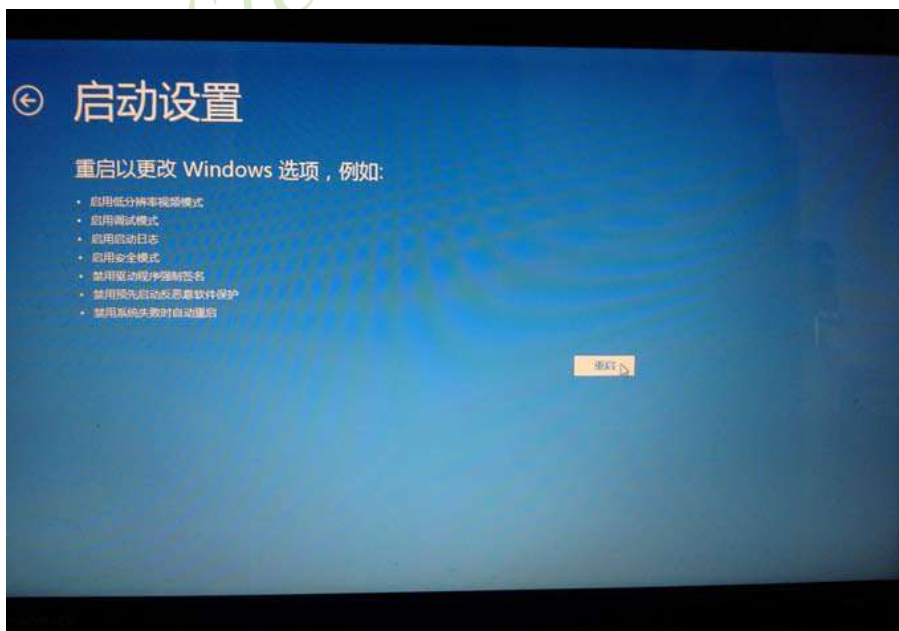 启动设置
重启以更改 Windows 选项，例如:
启用低分辨率视频模式
启用调试模式
启用启动日志
启用安全模式
禁用驱动程序强制签名
禁用预先启动反恶意软件保护
禁用系统失败时自动重启
重启